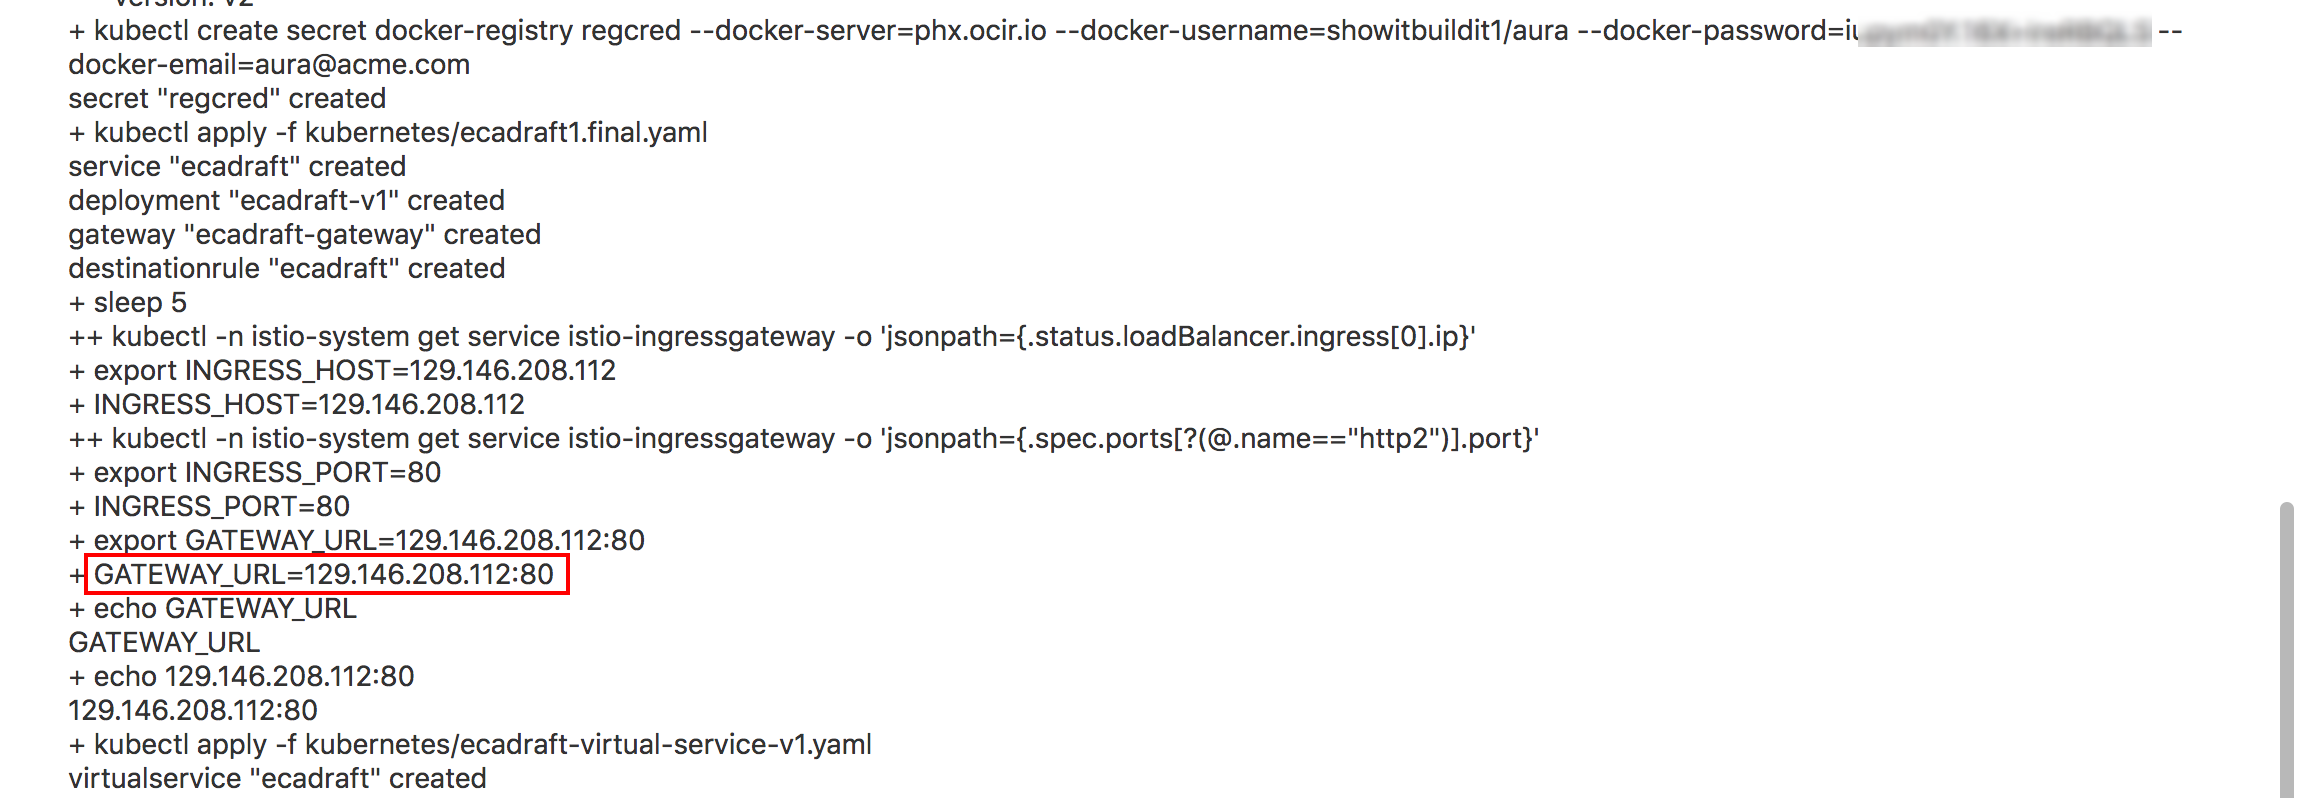 version: v2
+ kubectl create secret docker-registry regcred --docker-server=phx.ocir.io --docker-username=showitbuildit1/aura --docker-password= --
docker-email=aura@acme.com
secret "regcred" created
+ kubectl apply -f kubernetes/ecadraft1.final.yaml
service "ecadraft" created
deployment "ecadraft-v1" created
gateway "ecadraft-gateway" created
destinationrule "ecadraft" created
+ sleep 5
++ kubectl -n istio-system get service istio-ingressgateway -o 'jsonpath={.status.loadBalancer.ingress[0].ip}'
+ export INGRESS_HOST=129.146.208.112
+ INGRESS_HOST=129.146.208.112
++ kubectl -n istio-system get service istio-ingressgateway -o 'jsonpath={.spec.ports[?(@.name=="http2")].port}'
+ export INGRESS_PORT=80
+ INGRESS_PORT=80
+ export GATEWAY_URL=129.146.208.112:80
+ GATEWAY_URL=129.146.208.112:80
+ echo GATEWAY_URL
GATEWAY_URL
+ echo 129.146.208.112:80
129.146.208.112:80
+ kubectl apply -f kubernetes/ecadraft-virtual-service-v1.yaml
virtualservice "ecadraft" created